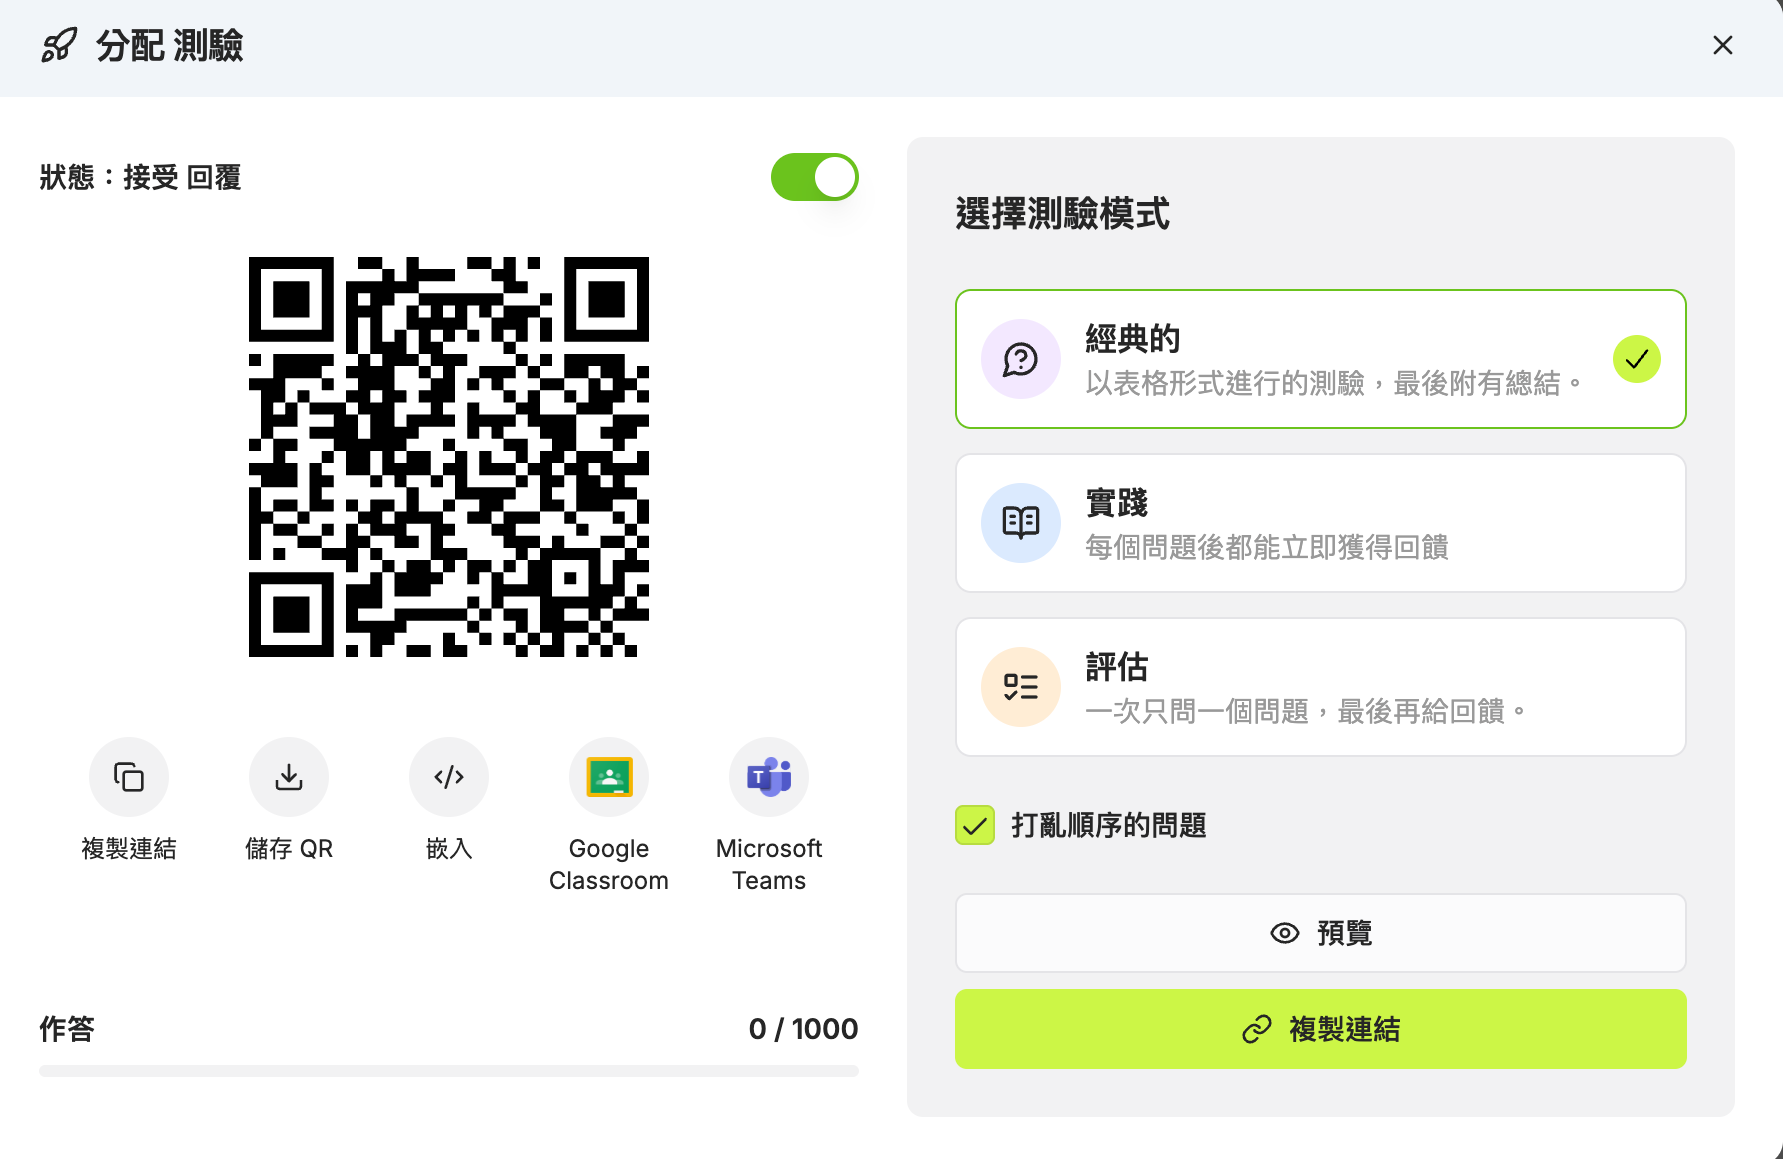 分配 測驗
狀態：接受 回覆
複製連結
儲存 QR
嵌入
Google
Classroom
Microsoft
Teams
作答
0 / 1000
選擇測驗模式
經典的
以表格形式進行的測驗，最後附有總結。
實踐
每個問題後都能立即獲得回饋
評估
一次只問一個問題，最後再給回饋。
打亂順序的問題
預覽
複製連結